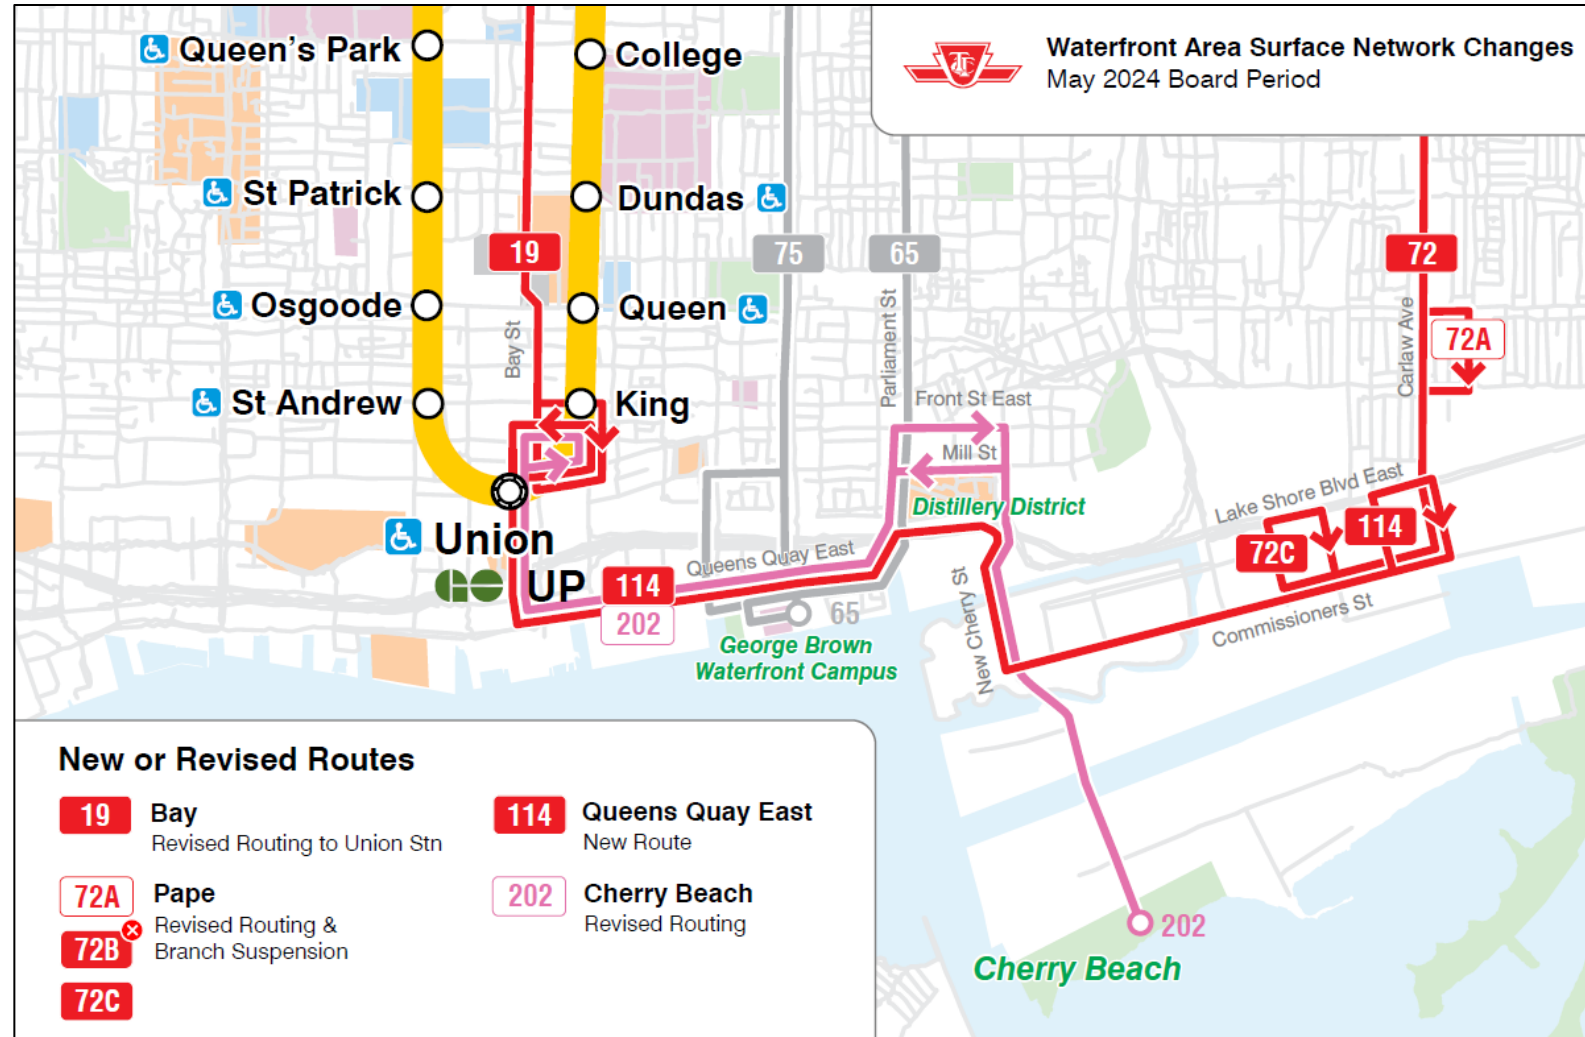 Waterfront Area Surface Network Changes
May 2024 Board Period
Queen's Park
College
St Patrick
Dundas
19
75
65
72
Osgoode
Queen
Bay St
Parliament St
Carlaw Ave
72A
St Andrew
King
Front St East
Mill St
Distillery District
Lake Shore Blvd East
114
72C
Union
UP
114
202
Queens Quay East
65
George Brown
Waterfront Campus
New Cherry St
Commissioners St
202
Cherry Beach
New or Revised Routes
19
Bay
Revised Routing to Union Stn
72A
72B
72C
Pape
Revised Routing &
Branch Suspension
114
Queens Quay East
New Route
202
Cherry Beach
Revised Routing